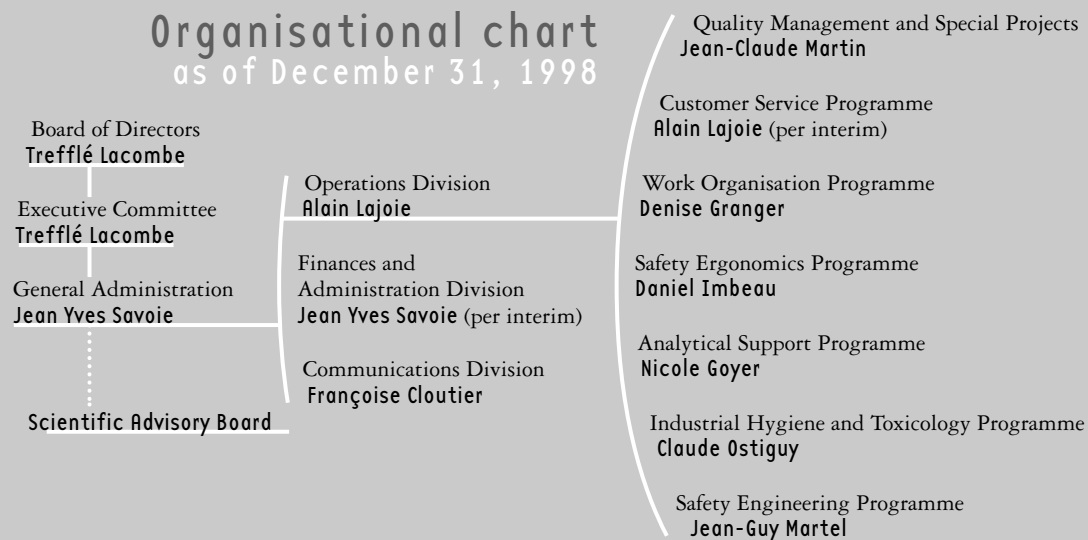 Organisational chart
as of December 31, 1998
Board of Directors
Trefflé Lacombe
Executive Committee
Trefflé Lacombe
General Administration
Jean Yves Savoie
Scientific Advisory Board
Operations Division
Alain Lajoie
Finances and
Administration Division
Jean Yves Savoie (per interim)
Communications Division
Françoise Cloutier
Quality Management and Special Projects
Jean-Claude Martin
Customer Service Programme
Alain Lajoie (per interim)
Work Organisation Programme
Denise Granger
Safety Ergonomics Programme
Daniel Imbeau
Analytical Support Programme
Nicole Goyer
Industrial Hygiene and Toxicology Programme
Claude Ostiguy
Safety Engineering Programme
Jean-Guy Martel